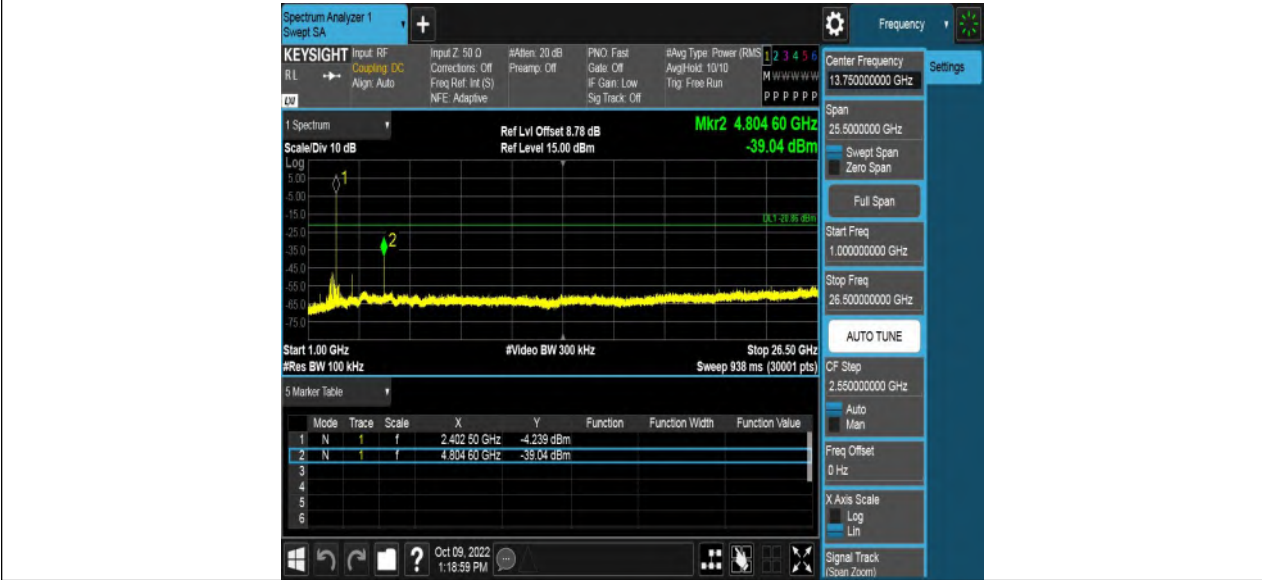 Spectrum Analyzer 1
Swept SA
Frequency
KEYSIGHT
RL
LXI
Input: RF
Coupling: DC
Align: Auto
Input Z: 50 Ω
Corrections: Off
Freq Ref: Int (S)
NFE: Adaptive
#Atten: 20 dB
Preamp: Off
PNO: Fast
Gate: Off
IF Gain: Low
Sig Track: Off
#Avg Type: Power (RMS
Avg|Hold: 10/10
Trig: Free Run
1 2 3 4 5 6
M W W W W W
P P P P P P
1 Spectrum
Scale/Div 10 dB
Ref Lvl Offset 8.78 dB
Ref Level 15.00 dBm
Mkr2 4.804 60 GHz
-39.04 dBm
Log
5.00
-5.00
-15.0
-25.0
-35.0
-45.0
-55.0
-65.0
-75.0
1
2
Start 1.00 GHz
#Video BW 300 kHz
Stop 26.50 GHz
#Res BW 100 kHz
Sweep 938 ms (30001 pts)
5 Marker Table
Mode Trace Scale X Y Function Function Width Function Value
1 N 1 f 2.402 50 GHz -4.239 dBm
2 N 1 f 4.804 60 GHz -39.04 dBm
3
4
5
6
Oct 09, 2022
1:18:59 PM
Center Frequency
13.750000000 GHz
Settings
Span
25.5000000 GHz
Swept Span
Zero Span
Full Span
Start Freq
1.000000000 GHz
Stop Freq
26.500000000 GHz
AUTO TUNE
CF Step
2.550000000 GHz
Auto
Man
Freq Offset
0 Hz
X Axis Scale
Log
Lin
Signal Track
(Span Zoom)